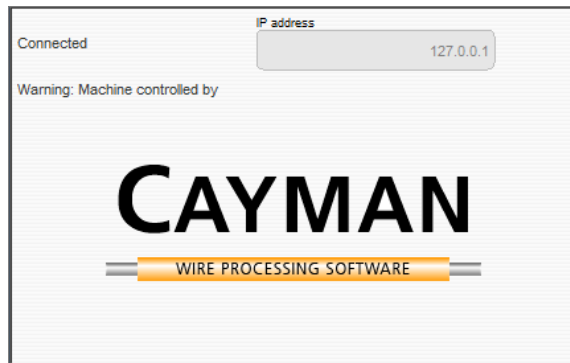 IP address
Connected
127.0.0.1
Warning: Machine controlled by
CAYMAN
WIRE PROCESSING SOFTWARE